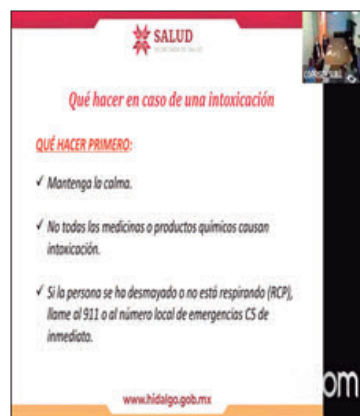 SALUD
SECRETARÍA DE SALUD
Qué hacer en caso de una intoxicación
QUÉ HACER PRIMERO:
✓ Mantenga la calma.
✓ No todas las medicinas o productos químicos causan
intoxicación.
✓ Si la persona se ha desmayado o no está respirando (RCP),
llame al 911 o al número local de emergencias CS de
inmediato.
www.hidalgo.gob.mx
om